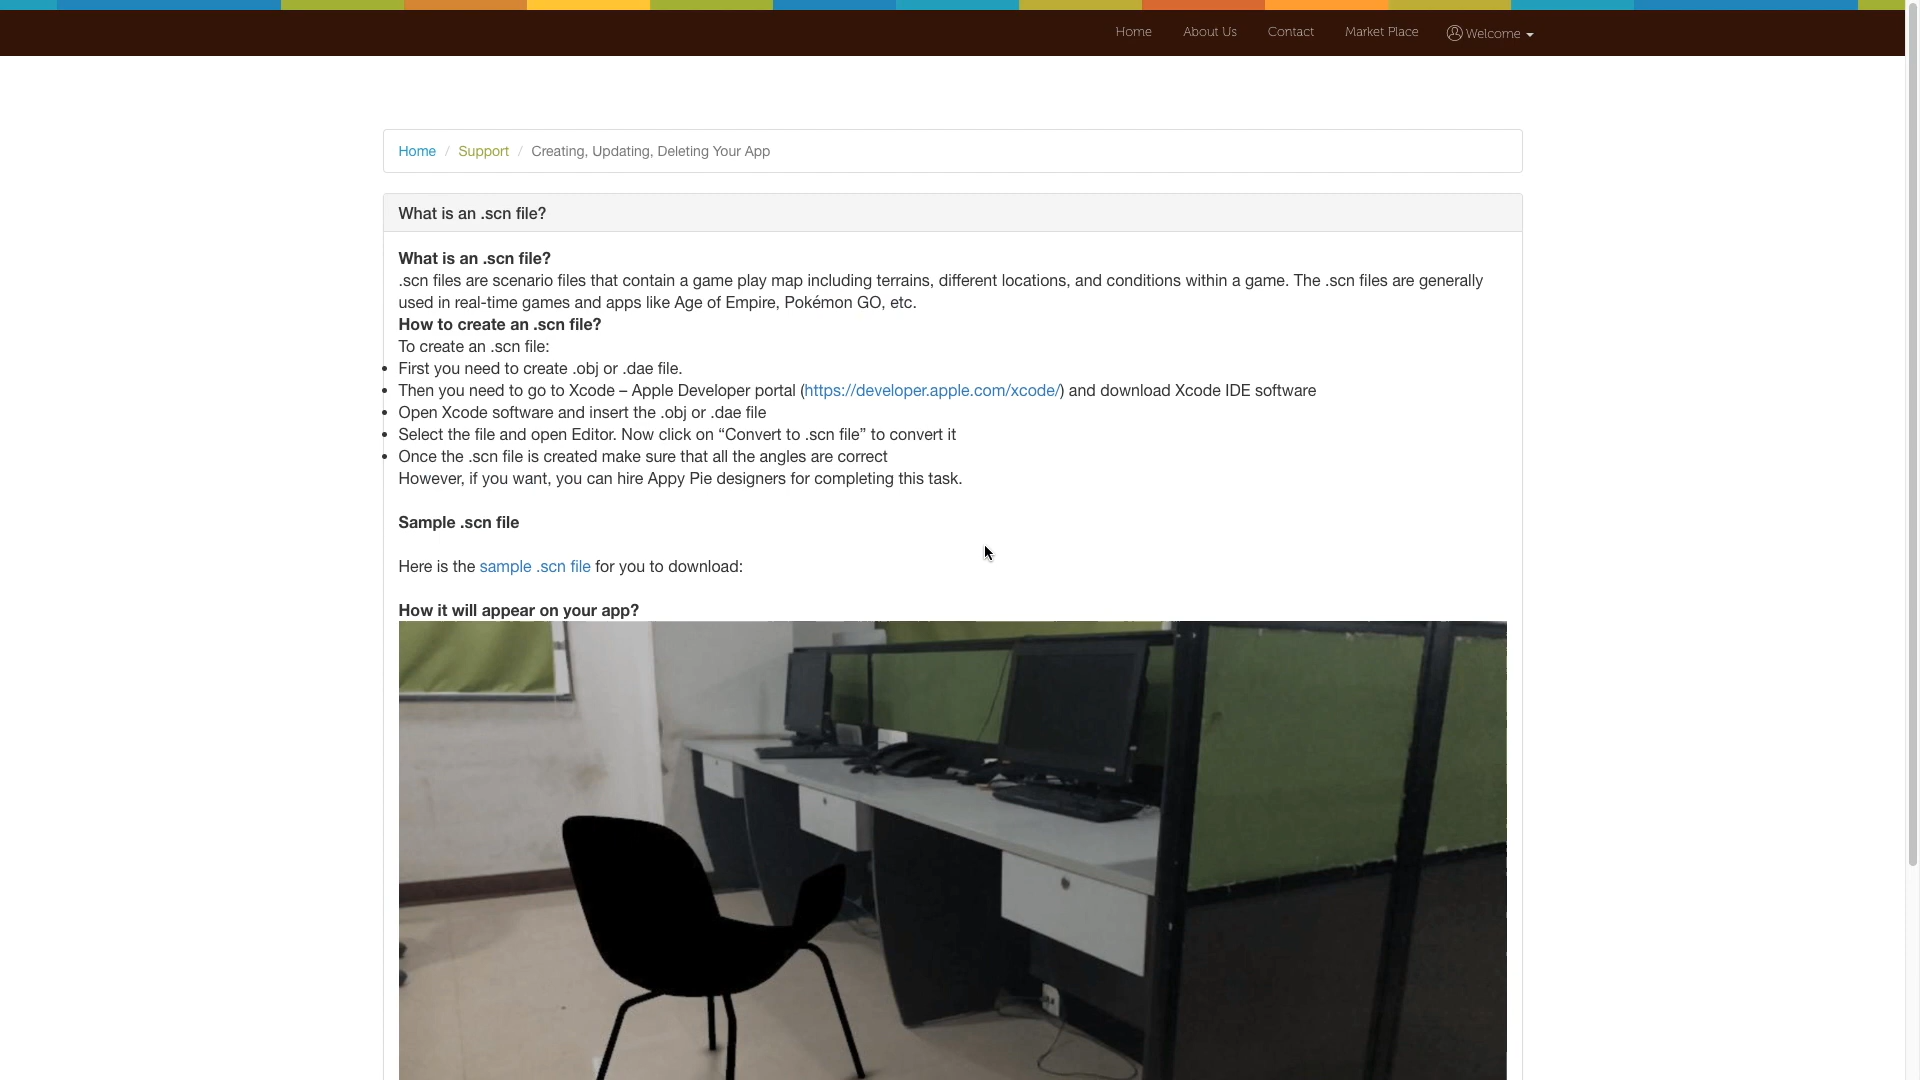 Home About Us Contact Market Place Welcome
Home / Support / Creating, Updating, Deleting Your App
What is an .scn file?
What is an .scn file?
.scn files are scenario files that contain a game play map including terrains, different locations, and conditions within a game. The .scn files are generally
used in real-time games and apps like Age of Empire, Pokémon GO, etc.
How to create an .scn file?
To create an .scn file:
• First you need to create .obj or .dae file.
• Then you need to go to Xcode – Apple Developer portal (https://developer.apple.com/xcode/) and download Xcode IDE software
• Open Xcode software and insert the .obj or .dae file
• Select the file and open Editor. Now click on “Convert to .scn file” to convert it
• Once the .scn file is created make sure that all the angles are correct
However, if you want, you can hire Appy Pie designers for completing this task.
Sample .scn file
Here is the sample .scn file for you to download:
How it will appear on your app?